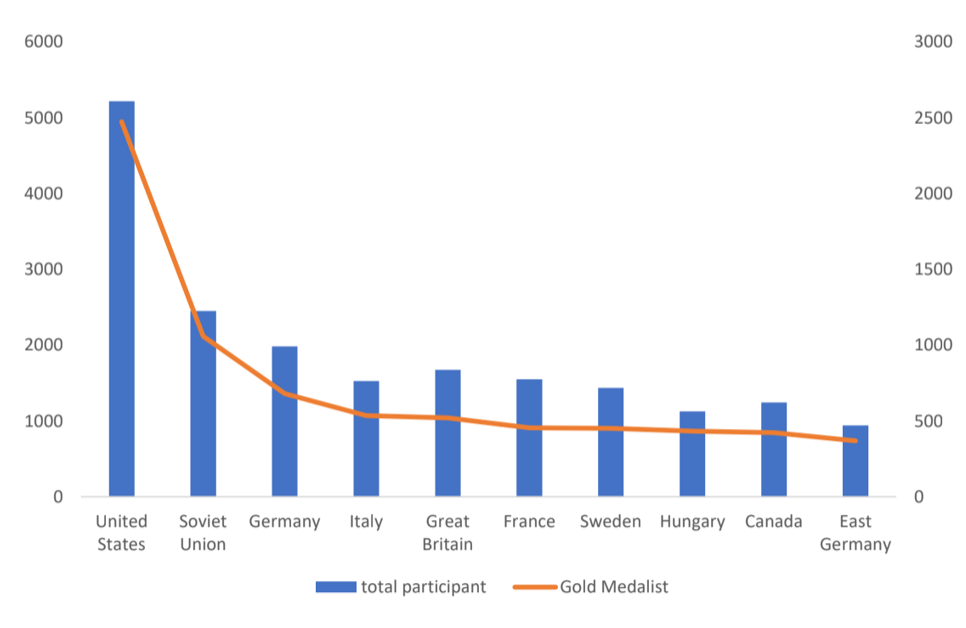 6000
5000
4000
3000
2000
1000
0
3000
2500
2000
1500
1000
500
0
United States
Soviet Union
Germany
Italy
Great Britain
France
Sweden
Hungary
Canada
East Germany
total participant
Gold Medalist